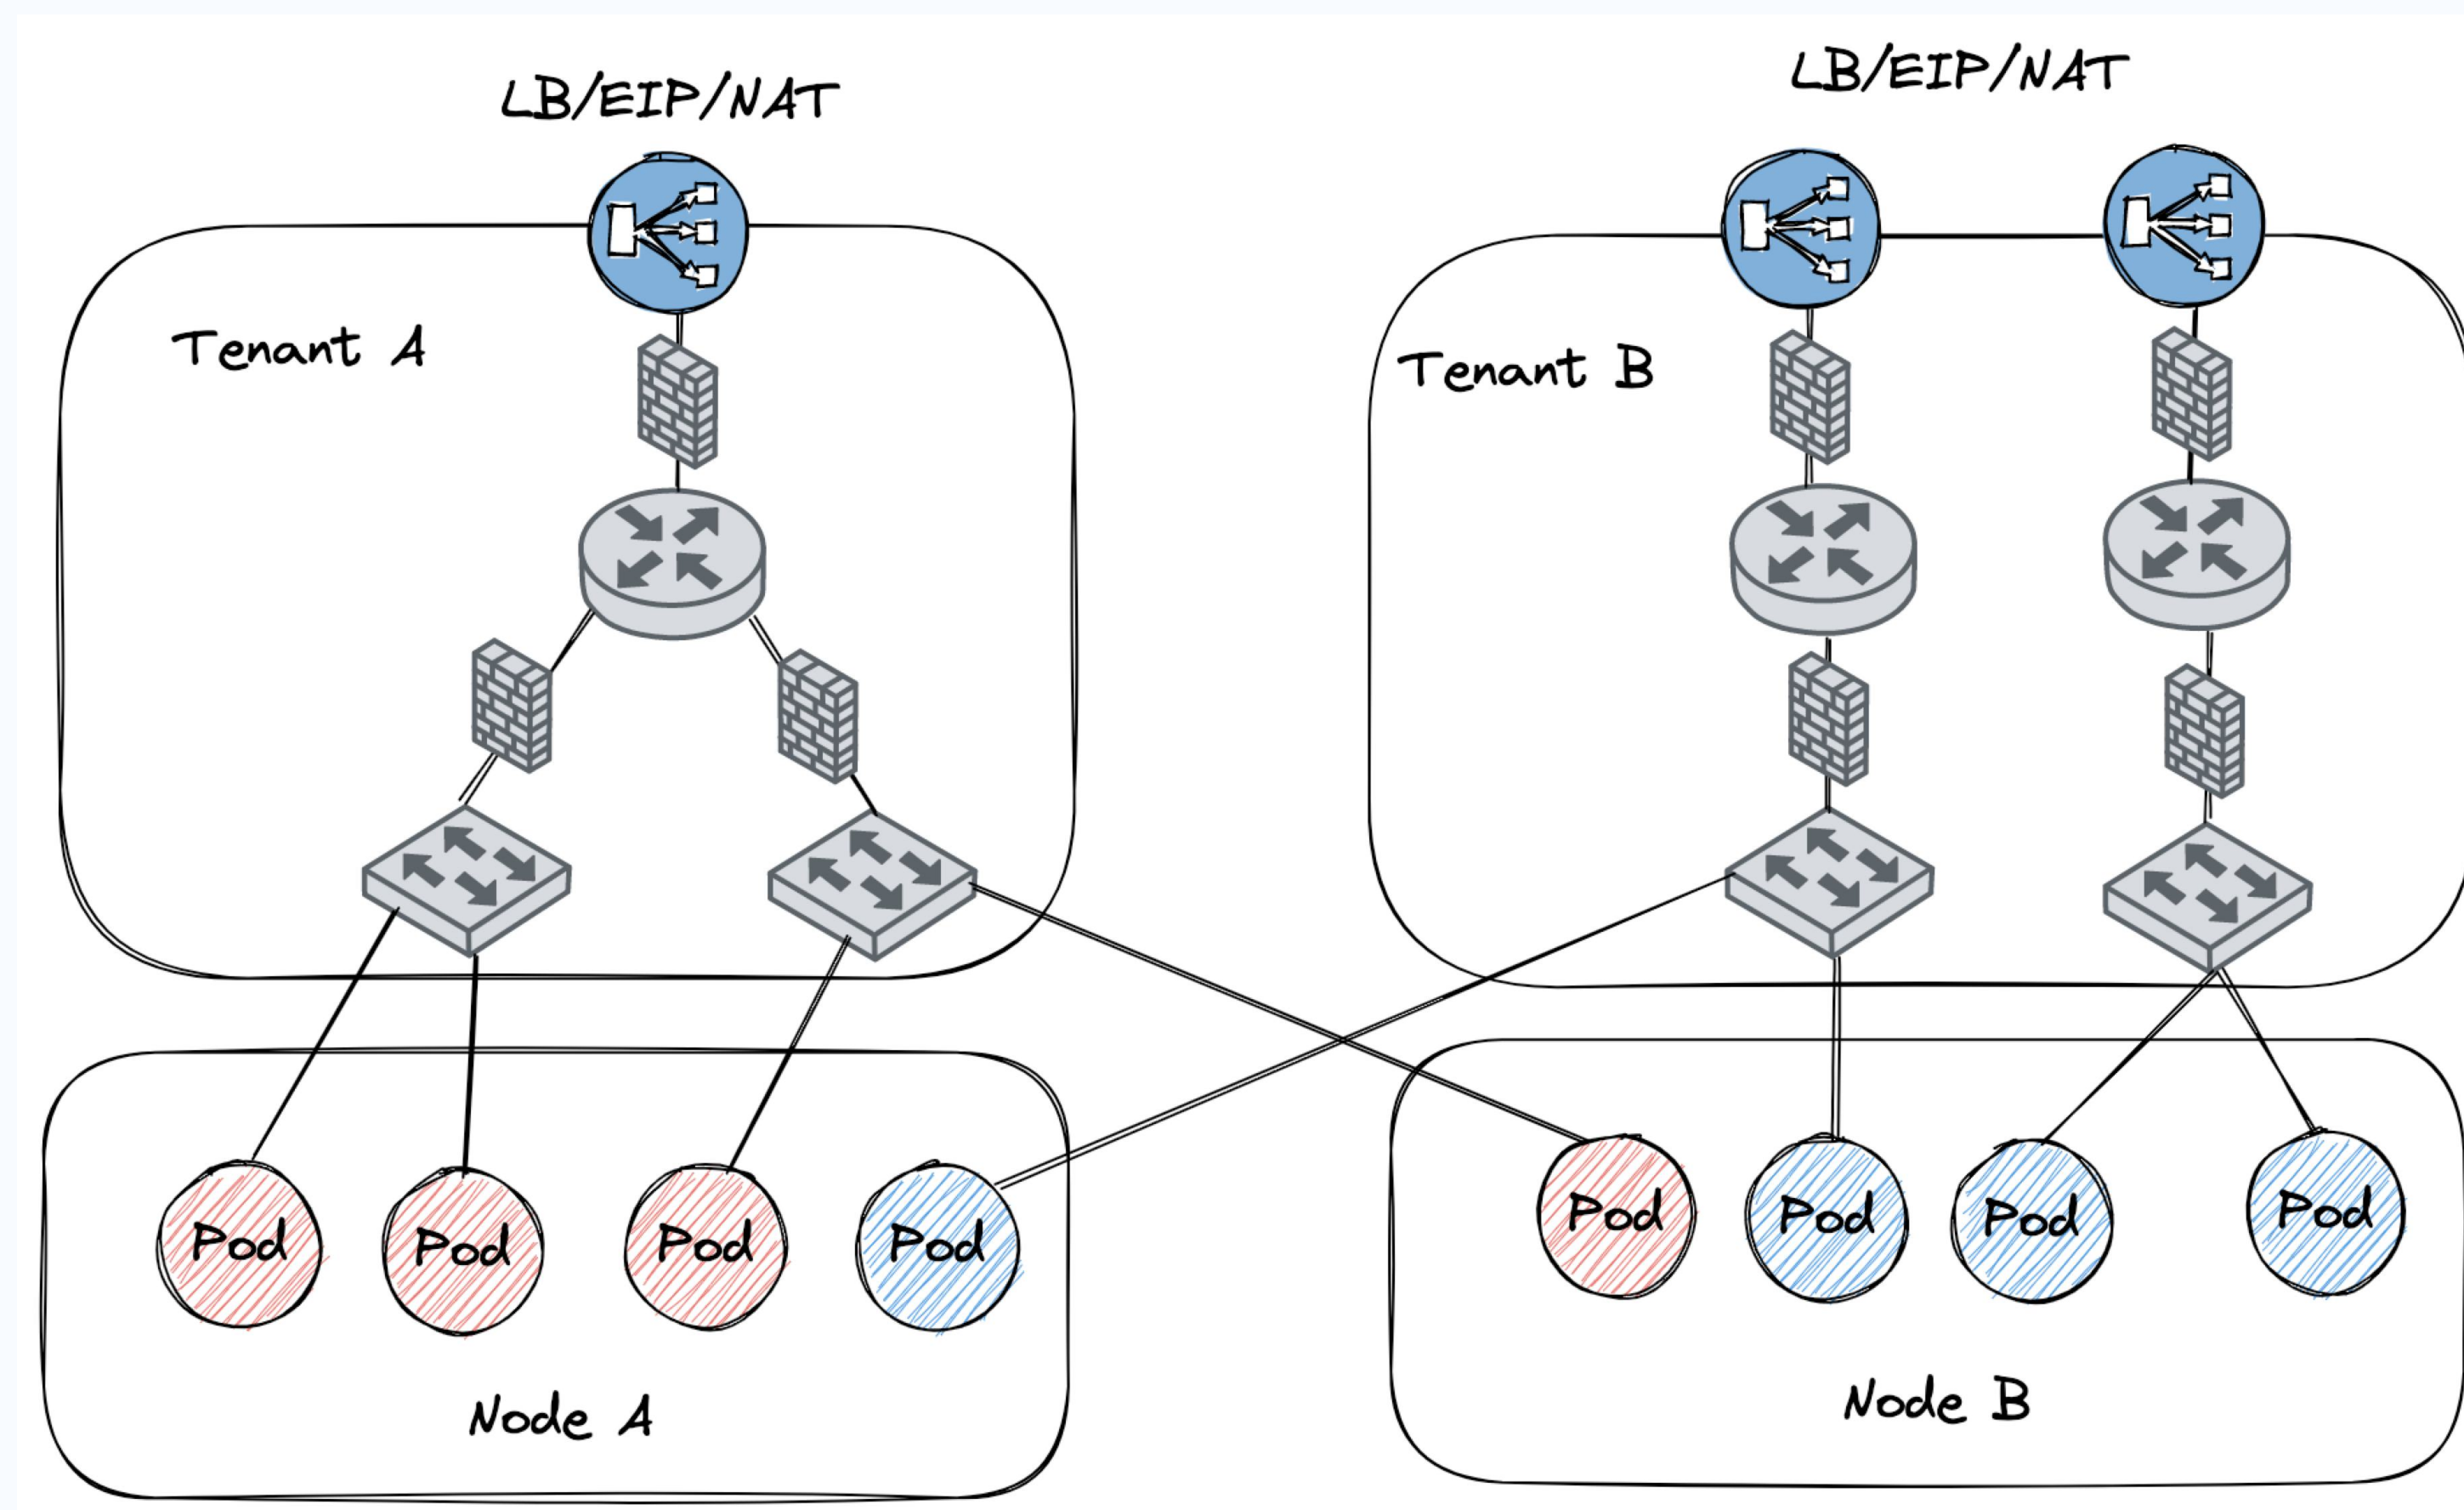 LB/EIP/NAT
LB/EIP/NAT
Tenant A
Tenant B
Pod
Pod
Pod
Pod
Pod
Pod
Pod
Pod
Node A
Node B